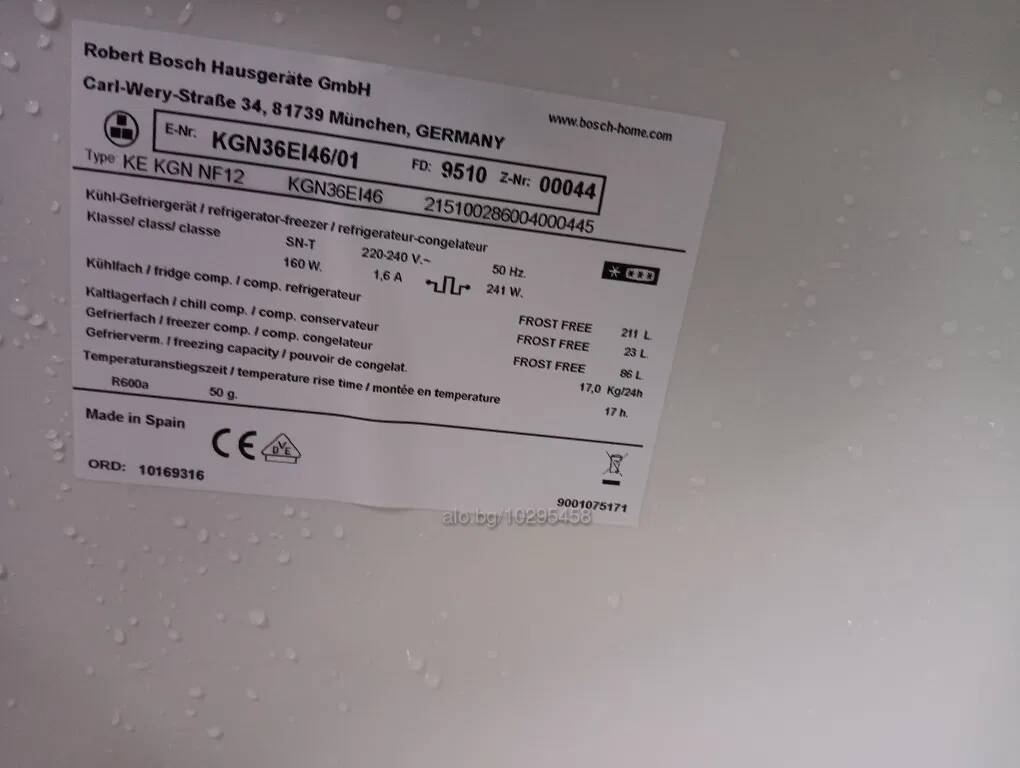 Robert Bosch Hausgeräte GmbH
Carl-Wery-Straße 34, 81739 München, GERMANY
www.bosch-home.com
E-Nr: KGN36EI46/01 FD: 9510 Z-Nr: 00044
Type KE KGN NF12 KGN36EI46 215100286004000445
Kühl-Gefriergerät / refrigerator-freezer / refrigerateur-congelateur
Klasse/ class/ classe SN-T 220-240 V.~ 50 Hz.
160 W. 1,6 A 241 W.
Kühlfach / fridge comp. / comp. refrigerateur FROST FREE 211 L.
Kaltlagerfach / chill comp. / comp. conservateur FROST FREE 23 L.
Gefrierfach / freezer comp. / comp. congelateur FROST FREE 86 L
Gefrierverm. / freezing capacity / pouvoir de congelat. 17,0 Kg/24h
Temperaturanstiegszeit / temperature rise time / montée en temperature 17 h.
R600a 50 g.
Made in Spain
CE DVE
ORD: 10169316
9001075171
alo.bg/10295458